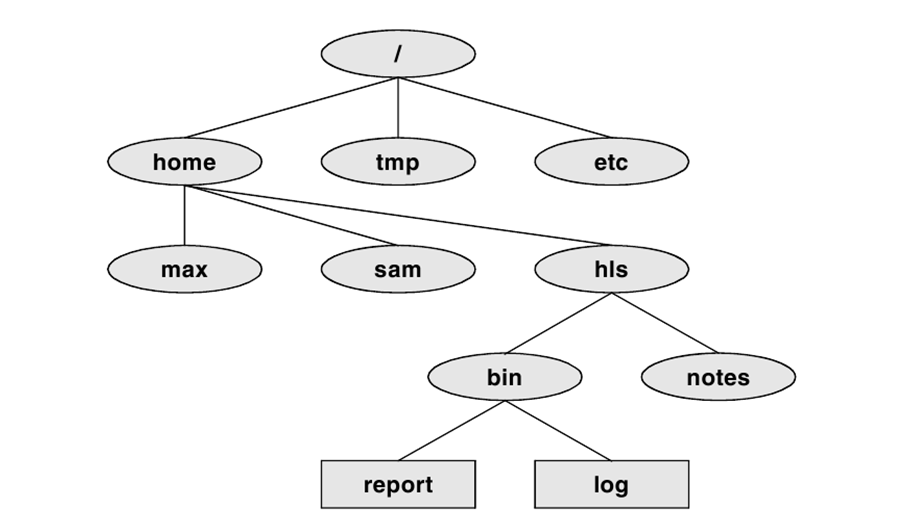 /
home tmp etc
max sam hls
bin notes
report log